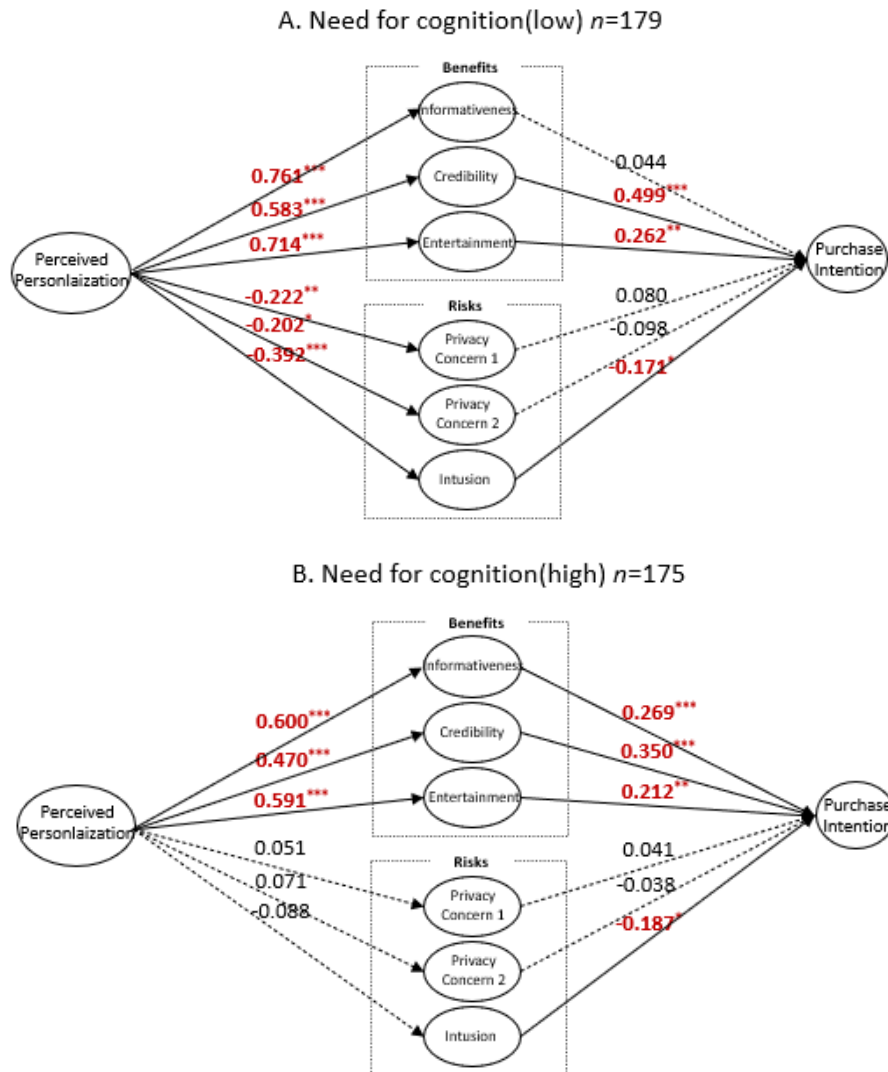 A. Need for cognition(low) n=179
Benefits
Informativeness
0.044
0.761***
Credibility
0.499***
0.583***
0.714***
Entertainment
0.262**
Perceived
Personlaization
Purchase
Intention
Risks
-0.222**
0.080
-0.202*
Privacy
Concern 1
-0.098
-0.392***
-0.171*
Privacy
Concern 2
Intusion
B. Need for cognition(high) n=175
Benefits
Informativeness
0.600***
0.269***
Credibility
0.470***
0.350***
0.591***
Entertainment
0.212**
Perceived
Personlaization
Purchase
Intention
Risks
0.051
0.041
0.071
Privacy
Concern 1
-0.038
-0.088
-0.187*
Privacy
Concern 2
Intusion